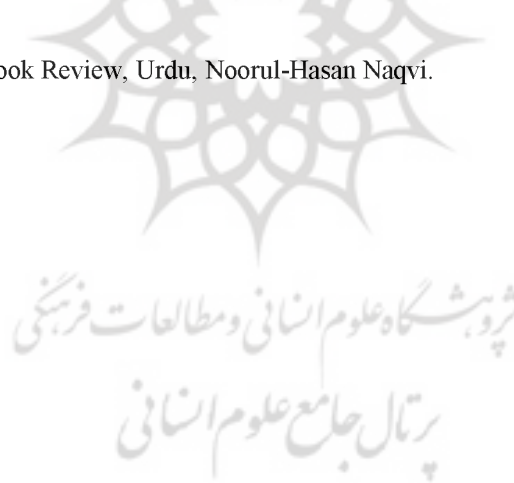 ook Review, Urdu, Noorul-Hasan Naqvi.
پژوهشگاه علوم انسانی و مطالعات فرهنگی
پرتال جامع علوم انسانی